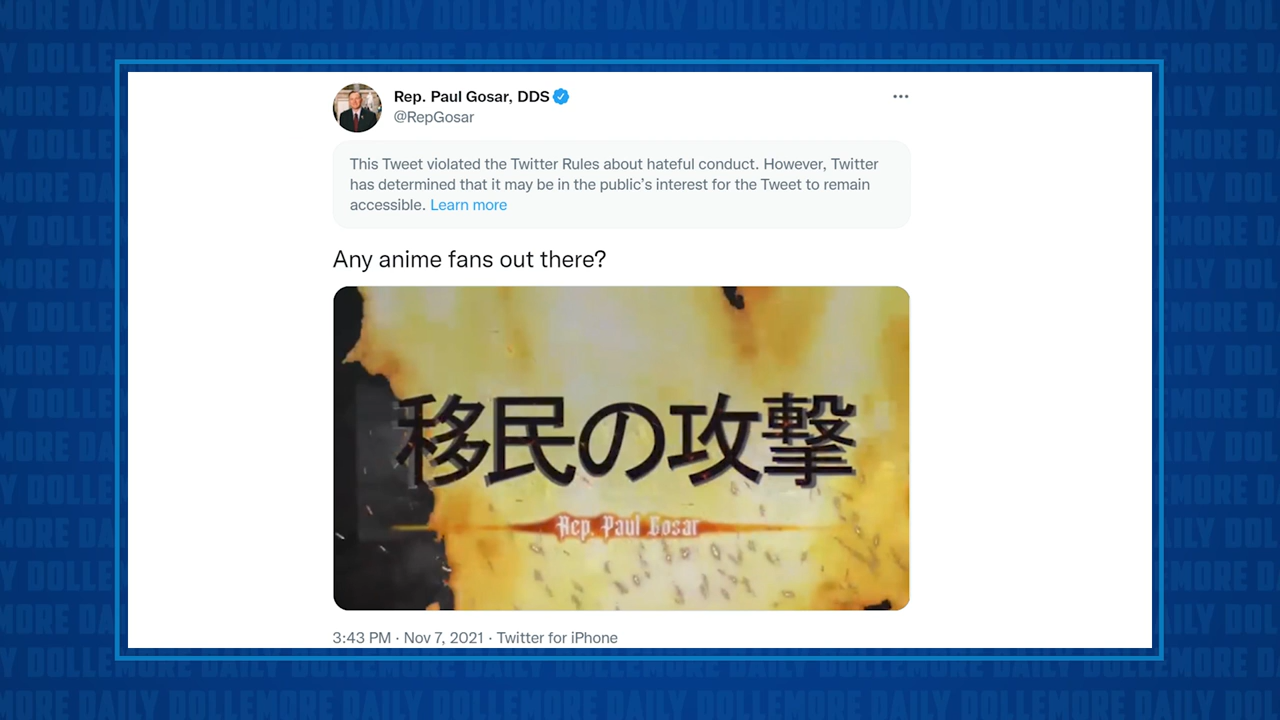 Rep. Paul Gosar, DDS
@RepGosar
This Tweet violated the Twitter Rules about hateful conduct. However, Twitter
has determined that it may be in the public's interest for the Tweet to remain
accessible. Learn more
Any anime fans out there?
移民の攻撃
Rep. Paul Gosar
3:43 PM · Nov 7, 2021 · Twitter for iPhone